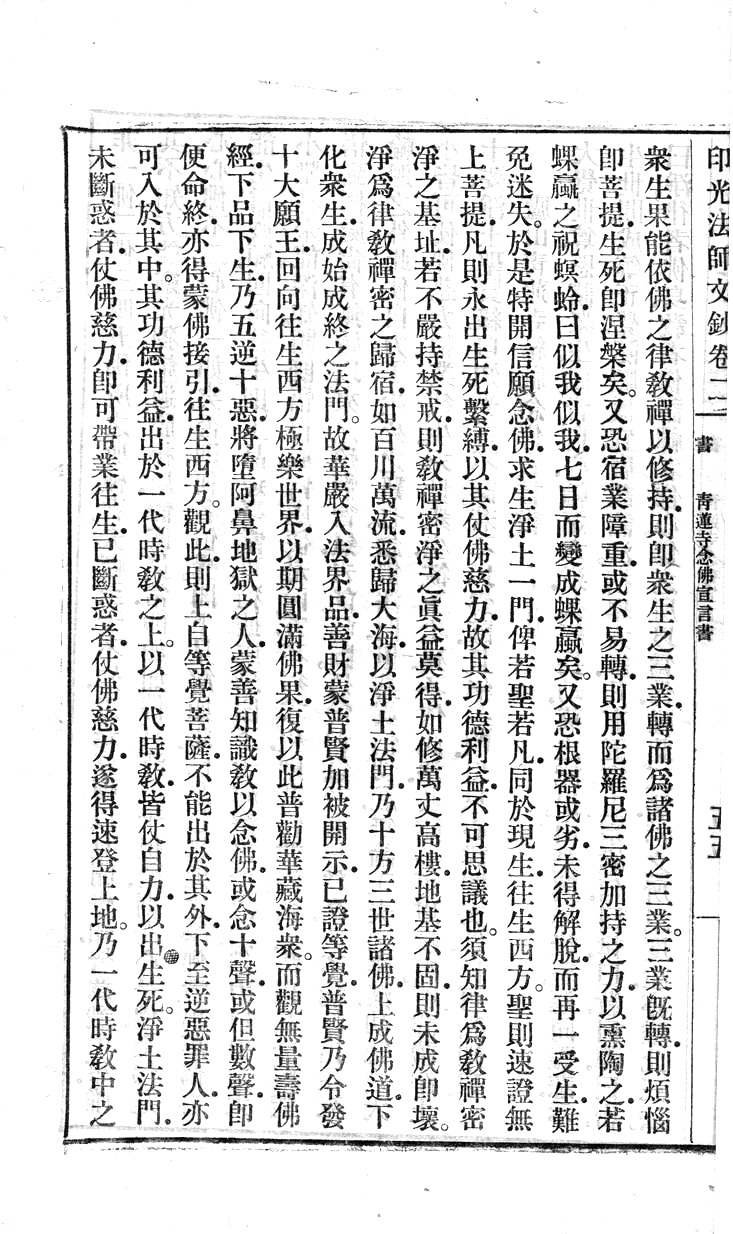 印光法師文鈔卷二　書　青蓮寺念佛宣言書　五五
衆生果能依佛之律敎禪以修持則卽衆生之三業轉而爲諸佛之三業。三業旣轉則煩惱
卽菩提生死卽涅槃矣。又恐宿業障重或不易轉則用陀羅尼三密加持之力以熏陶之若
蜾蠃之祝螟蛉曰似我似我七日而變成蜾蠃矣。又恐根器或劣未得解脫而再一受生難
免迷失。於是特開信願念佛求生淨土一門俾若聖若凡同於現生往生西方。聖則速證無
上菩提凡則永出生死繫縛以其仗佛慈力故其功德利益不可思議也。須知律爲敎禪密
淨之基址若不嚴持禁戒則敎禪密淨之眞益莫得如修萬丈高樓地基不固則未成卽壞。
淨爲律敎禪密之歸宿如百川萬流悉歸大海以淨土法門乃十方三世諸佛上成佛道下
化衆生成始成終之法門。故華嚴入法界品善財蒙普賢加被開示已證等覺普賢乃令發
十大願王回向往生西方極樂世界以期圓滿佛果復以此普勸華藏海衆。而觀無量壽佛
經下品下生乃五逆十惡將墮阿鼻地獄之人蒙善知識敎以念佛或念十聲或但數聲卽
便命終亦得蒙佛接引往生西方。觀此則上自等覺菩薩不能出於其外下至逆惡罪人亦
可入於其中。其功德利益出於一代時敎之上。以一代時敎皆仗自力以出生死。淨土法門
未斷惑者仗佛慈力卽可帶業往生已斷惑者仗佛慈力遂得速登上地。乃一代時敎中之